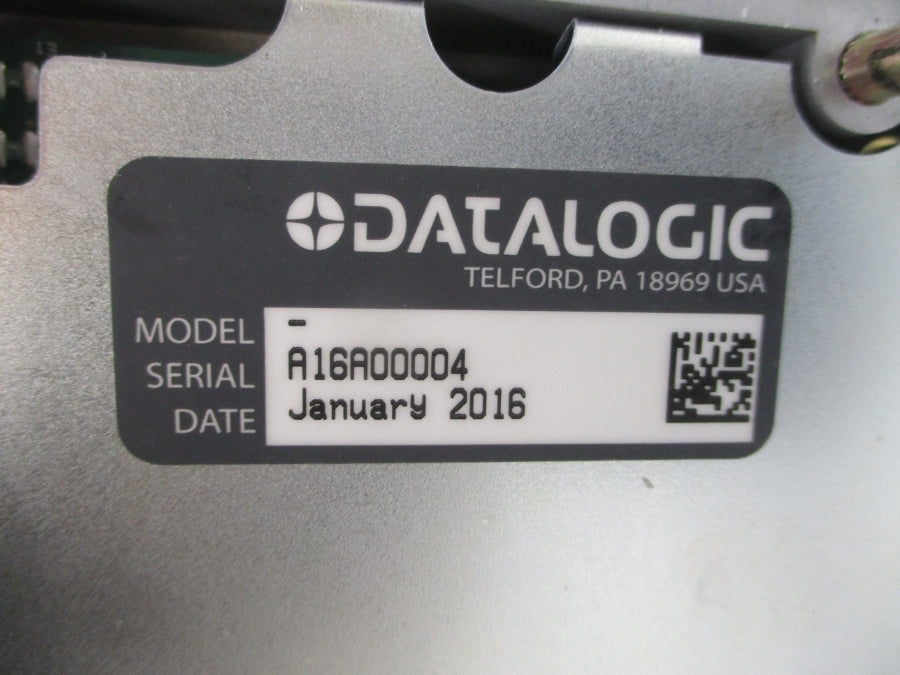 DATALOGIC
TELFORD, PA 18969 USA
MODEL -
SERIAL A16A00004
DATE January 2016